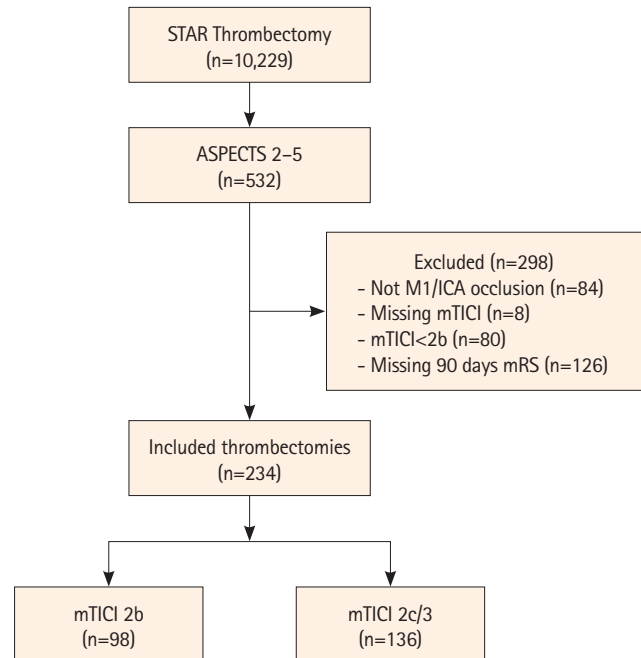 STAR Thrombectomy
(n=10,229)
ASPECTS 2–5
(n=532)
Excluded (n=298)
- Not M1/ICA occlusion (n=84)
- Missing mTICI (n=8)
- mTICI<2b (n=80)
- Missing 90 days mRS (n=126)
Included thrombectomies
(n=234)
mTICI 2b
(n=98)
mTICI 2c/3
(n=136)